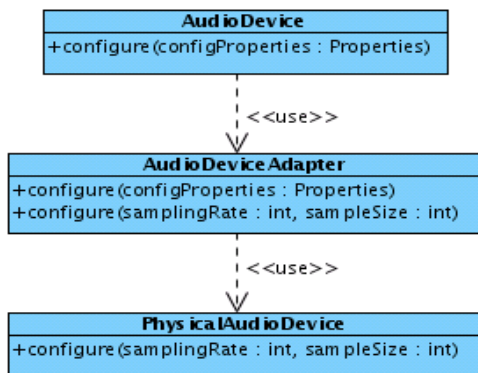 AudioDevice
+configure(configProperties : Properties)
<<use>>
AudioDeviceAdapter
+configure(configProperties : Properties)
+configure(samplingRate : int, sampleSize : int)
<<use>>
PhysicalAudioDevice
+configure(samplingRate : int, sampleSize : int)